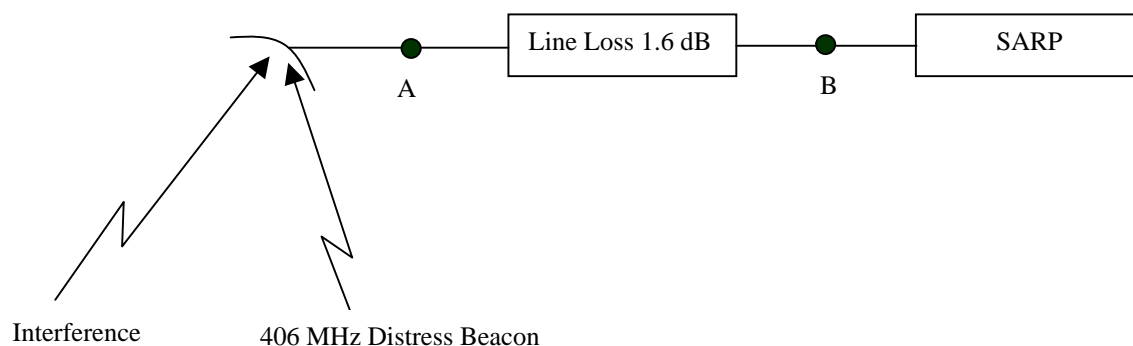 Line Loss 1.6 dB
SARP
A
B
Interference
406 MHz Distress Beacon